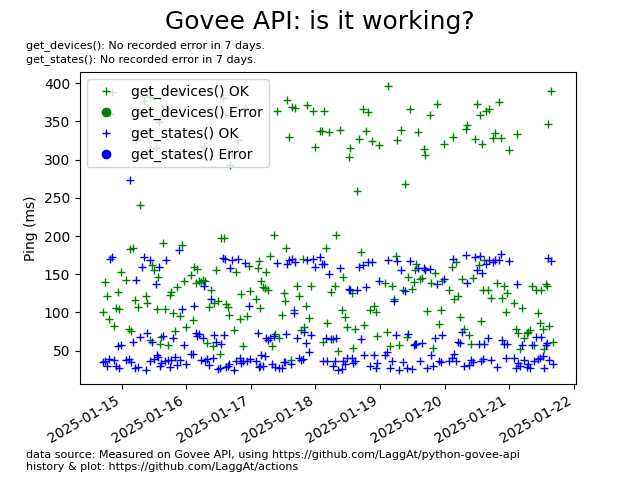 Govee API: is it working?
get_devices(): No recorded error in 7 days.
get_states(): No recorded error in 7 days.
400
350
300
250
200
150
100
50
Ping (ms)
get_devices() OK
get_devices() Error
get_states() OK
get_states() Error
2025-01-15
2025-01-16
2025-01-17
2025-01-18
2025-01-19
2025-01-20
2025-01-21
2025-01-22
data source: Measured on Govee API, using https://github.com/LaggAt/python-govee-api
history & plot: https://github.com/LaggAt/actions